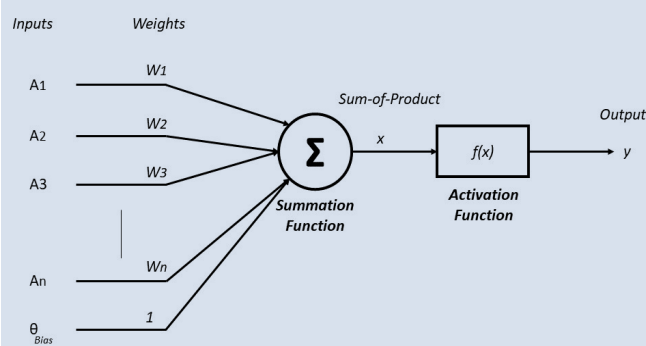 Inputs
Weights
A1
W1
A2
W2
A3
W3
An
Wn
θ Bias
1
Σ
Summation
Function
Sum-of-Product
x
f(x)
Activation
Function
Output
y